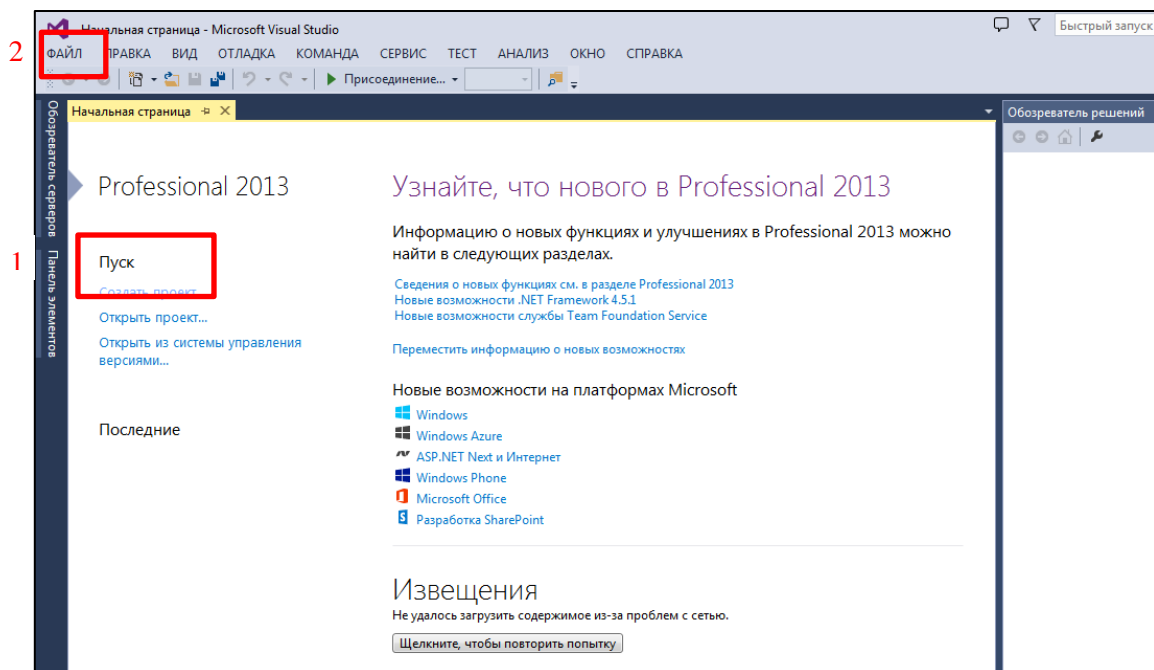 Начальная страница - Microsoft Visual Studio
Быстрый запуск
2
ФАЙЛ ПРАВКА ВИД ОТЛАДКА КОМАНДА СЕРВИС ТЕСТ АНАЛИЗ ОКНО СПРАВКА
Присоединение...
Обозреватель серверов
Панель элементов
Начальная страница
Обозреватель решений
Professional 2013
1
Пуск
Создать проект...
Открыть проект...
Открыть из системы управления
версиями...
Последние
Узнайте, что нового в Professional 2013
Информацию о новых функциях и улучшениях в Professional 2013 можно
найти в следующих разделах.
Сведения о новых функциях см. в разделе Professional 2013
Новые возможности .NET Framework 4.5.1
Новые возможности службы Team Foundation Service
Переместить информацию о новых возможностях
Новые возможности на платформах Microsoft
Windows
Windows Azure
ASP.NET Next и Интернет
Windows Phone
Microsoft Office
Разработка SharePoint
Извещения
Не удалось загрузить содержимое из-за проблем с сетью.
Щелкните, чтобы повторить попытку